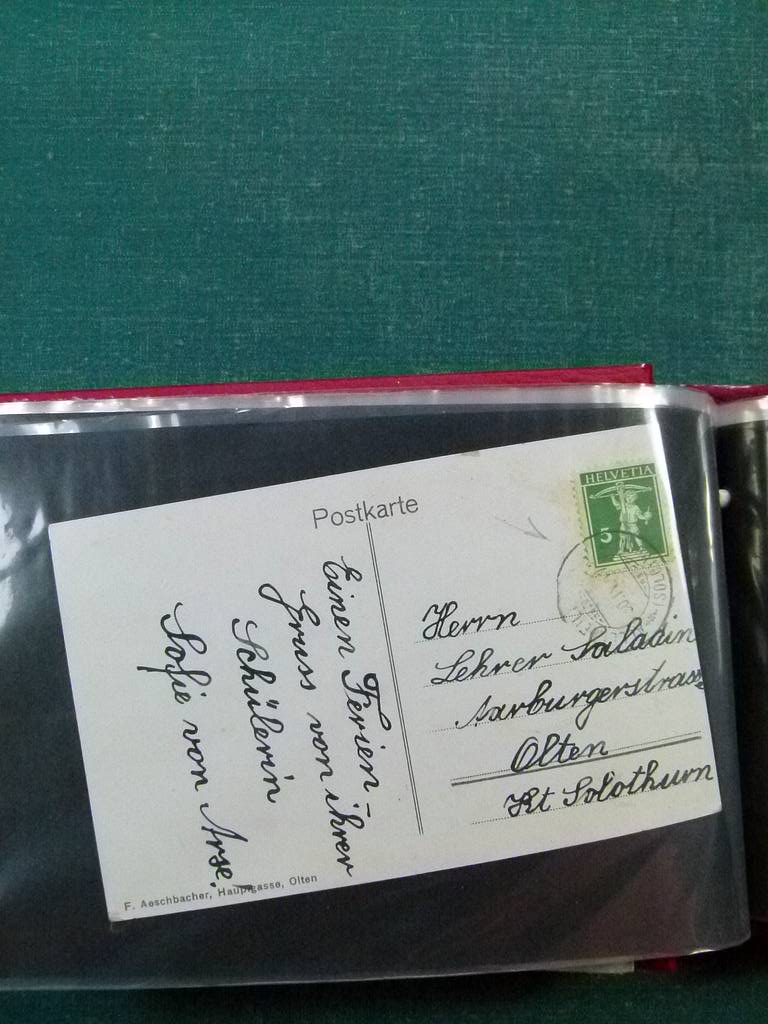 Postkarte
HELVETIA
5
Einen Ferien-
Gruss von ihrer
Schülerin
Sofie von Arse!
Herrn
Lehrer Saladin
Aarburgerstrasse
Olten
Kt Solothurn
F. Aeschbacher, Hauptgasse, Olten